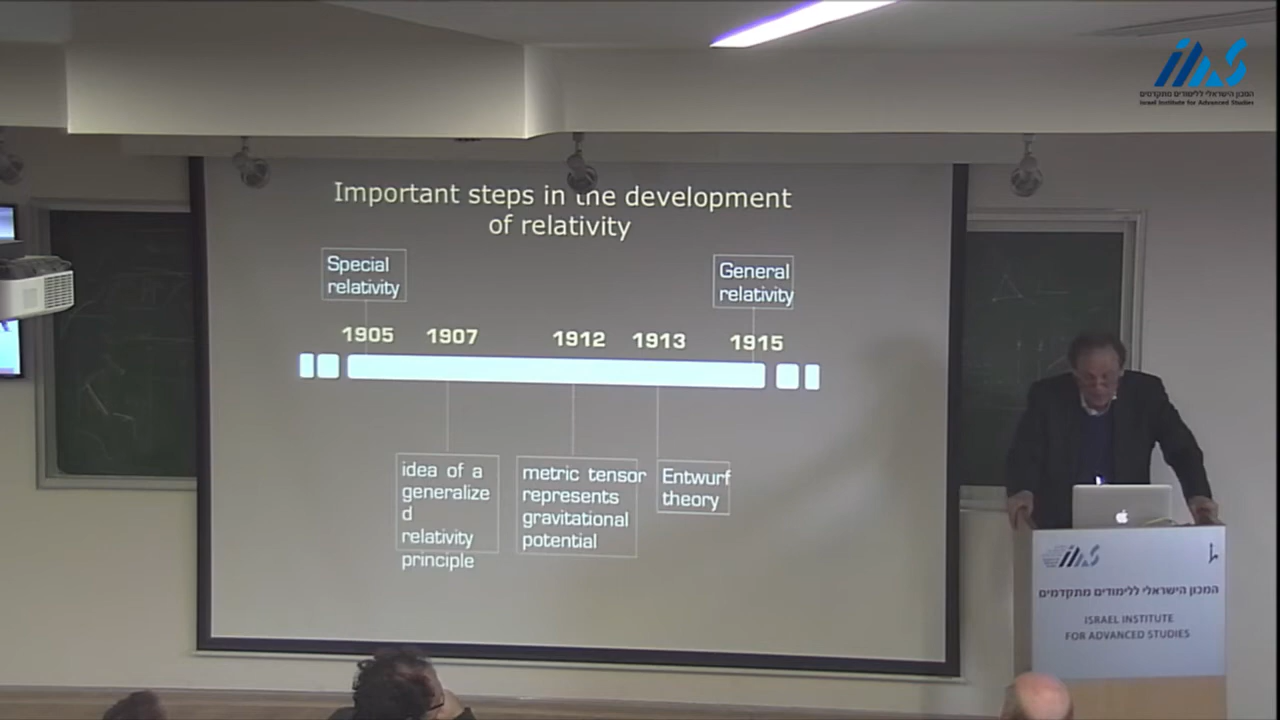 המכון הישראלי ללימודים מתקדמים
Israel Institute for Advanced Studies
Important steps in the development
of relativity
Special
relativity
General
relativity
1905 1907 1912 1913 1915
idea of a
generalize
d
relativity
principle
metric tensor
represents
gravitational
potential
Entwurf
theory
iias
המכון הישראלי ללימודים מתקדמים
ISRAEL INSTITUTE
FOR ADVANCED STUDIES